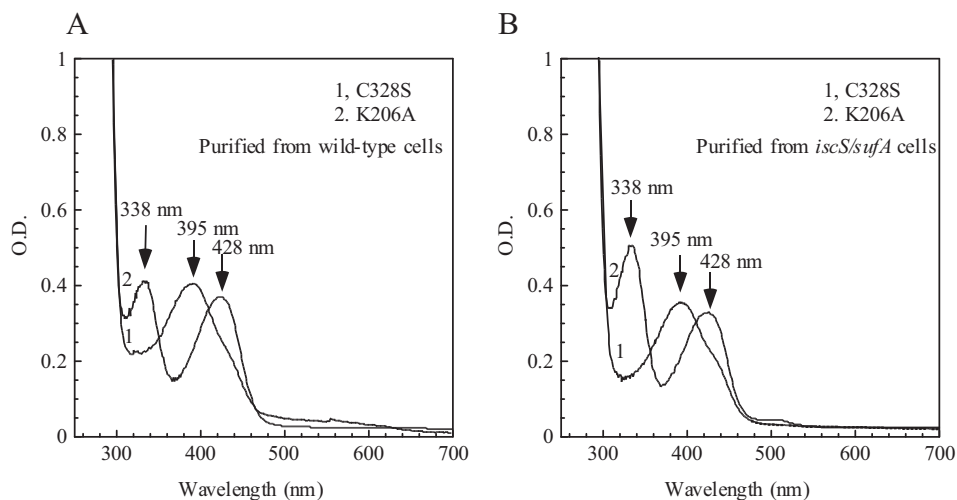 A
1, C328S
2. K206A
Purified from wild-type cells
338 nm
395 nm
428 nm
2
1
O.D.
1
0.8
0.6
0.4
0.2
0
300 400 500 600 700
Wavelength (nm)
B
1, C328S
2. K206A
Purified from iscS/sufA cells
338 nm
395 nm
428 nm
2
1
O.D.
1
0.8
0.6
0.4
0.2
0
300 400 500 600 700
Wavelength (nm)